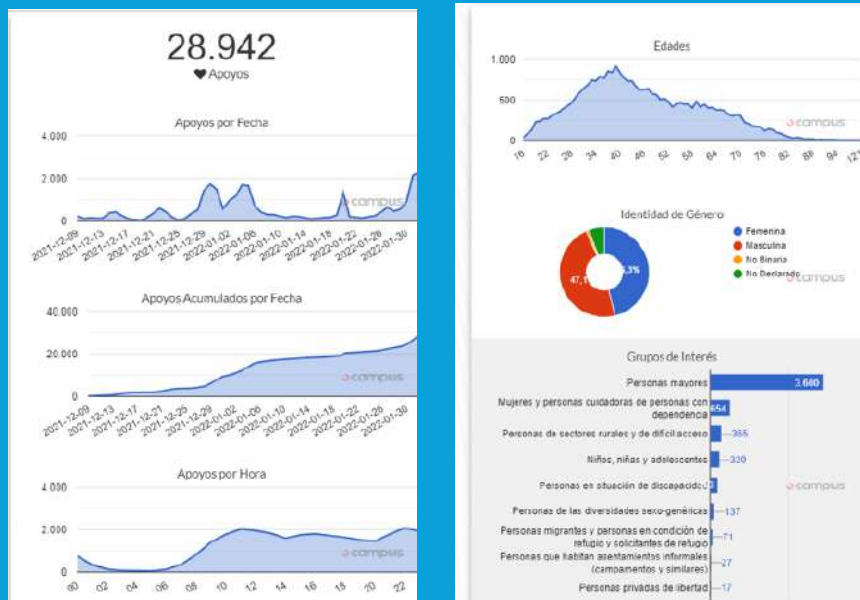 28.942
Apoyos
Apoyos por Fecha
4.000
2.000
0
2021-12-09
2021-12-13
2021-12-17
2021-12-21
2021-12-25
2021-12-29
2022-01-02
2022-01-06
2022-01-10
2022-01-14
2022-01-18
2022-01-22
2022-01-26
2022-01-30
campus
Apoyos Acumulados por Fecha
40.000
20.000
0
2021-12-09
2021-12-13
2021-12-17
2021-12-21
2021-12-25
2021-12-29
2022-01-02
2022-01-06
2022-01-10
2022-01-14
2022-01-18
2022-01-22
2022-01-26
2022-01-30
campus
Apoyos por Hora
4.000
2.000
0
00
02
04
06
08
10
12
14
16
18
20
22
campus
Edades
1.000
500
0
16
22
28
34
40
46
52
58
64
70
76
82
88
94
campus
Identidad de Género
47,1
5,3%
Femenina
Masculina
No Binaria
No Declarado
campus
Grupos de Interés
Personas mayores 3.680
Mujeres y personas cuidadoras de personas con
dependencia 654
Personas de sectores rurales y de difícil acceso
Niños, niñas y adolescentes
Personas en situación de discapacidad
campus
Personas de las diversidades sexo-genéricas 137
Personas migrantes y personas en condición de
refugio y solicitantes de refugio 71
Personas que habitan asentamientos informales
(campamentos y similares) 27
Personas privadas de libertad 17